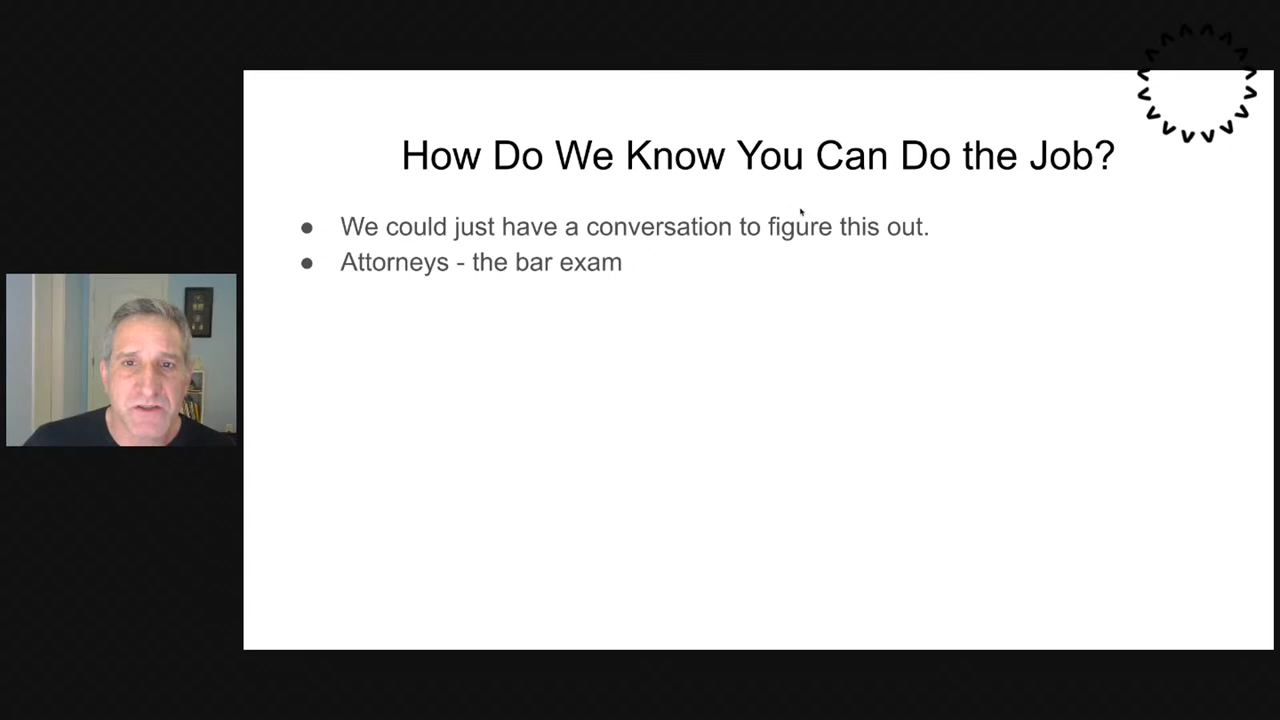 How Do We Know You Can Do the Job?
● We could just have a conversation to figure this out.
● Attorneys - the bar exam